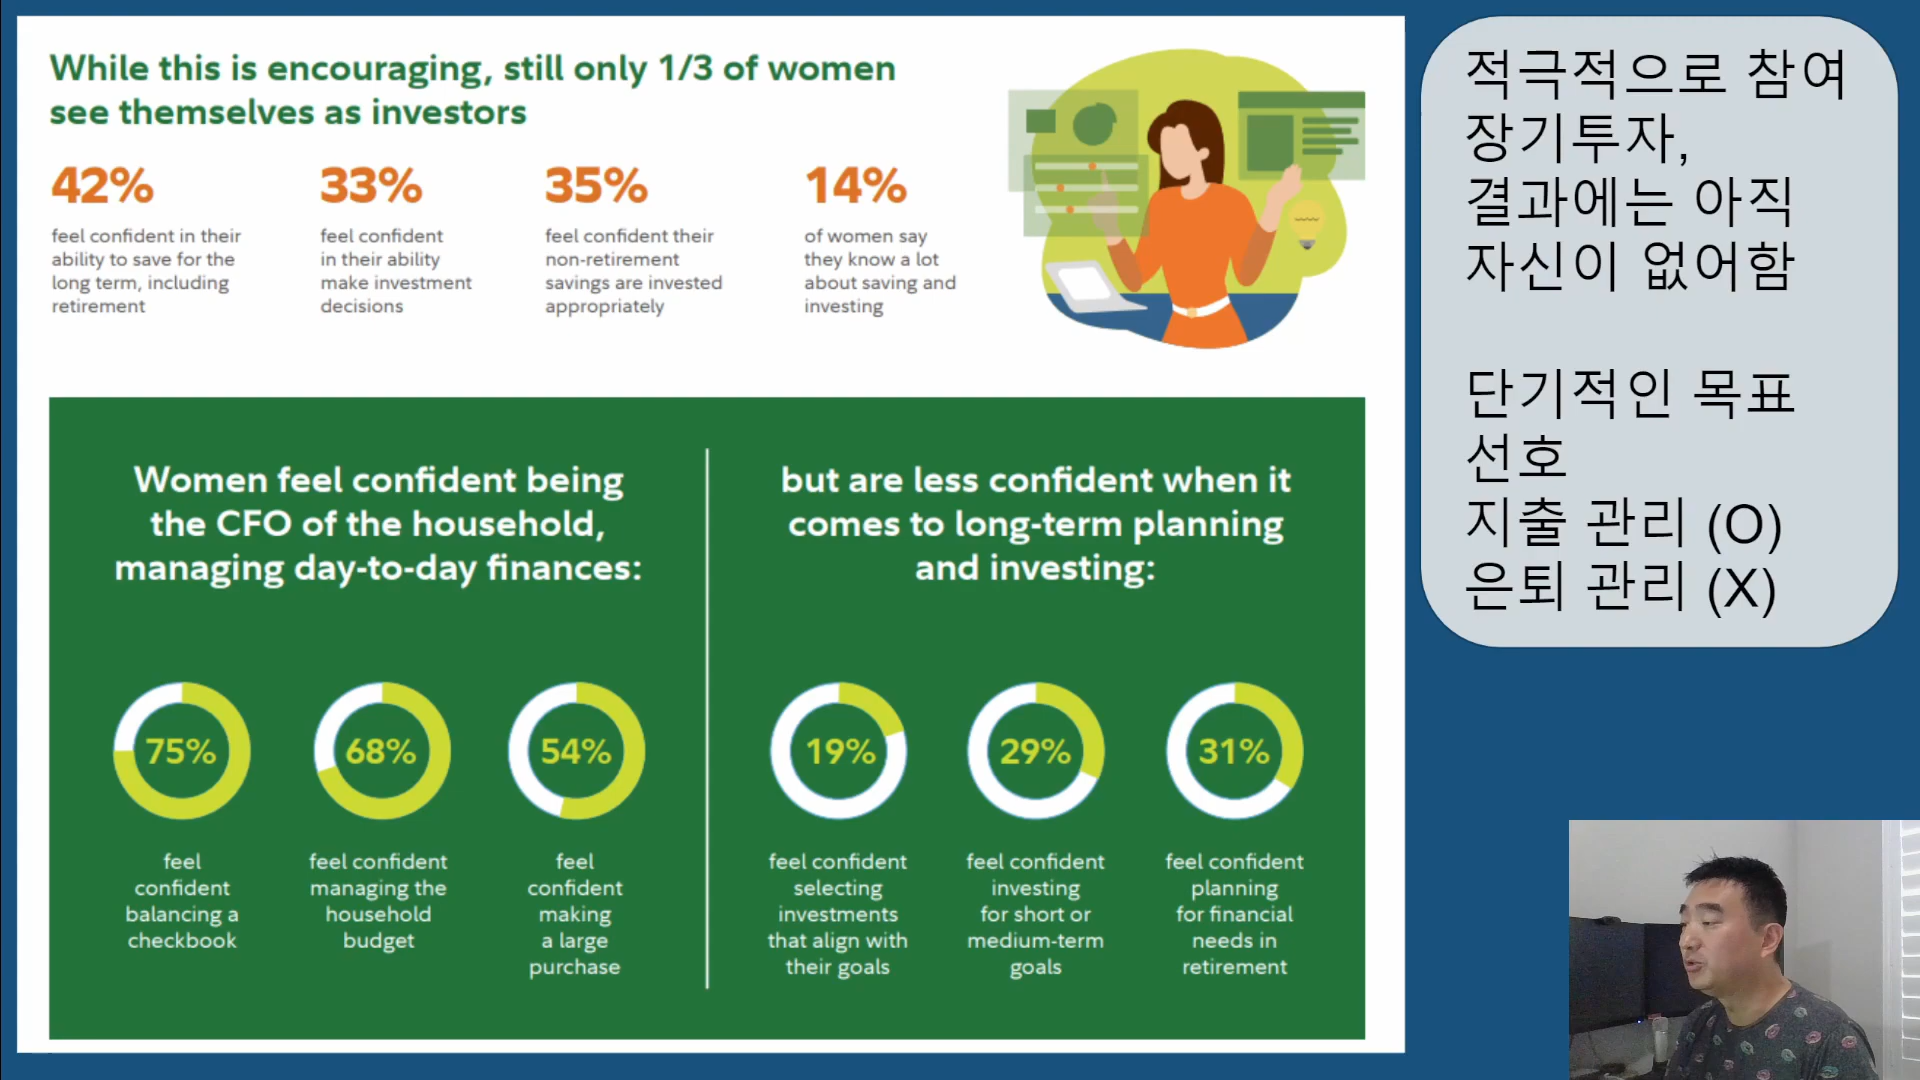 While this is encouraging, still only 1/3 of women
see themselves as investors
42%
feel confident in their
ability to save for the
long term, including
retirement
33%
feel confident
in their ability
make investment
decisions
35%
feel confident their
non-retirement
savings are invested
appropriately
14%
of women say
they know a lot
about saving and
investing
Women feel confident being
the CFO of the household,
managing day-to-day finances:
75%
feel
confident
balancing a
checkbook
68%
feel confident
managing the
household
budget
54%
feel
confident
making
a large
purchase
but are less confident when it
comes to long-term planning
and investing:
19%
feel confident
selecting
investments
that align with
their goals
29%
feel confident
investing
for short or
medium-term
goals
31%
feel confident
planning
for financial
needs in
retirement
적극적으로 참여
장기투자,
결과에는 아직
자신이 없어함
단기적인 목표
선호
지출 관리 (O)
은퇴 관리 (X)